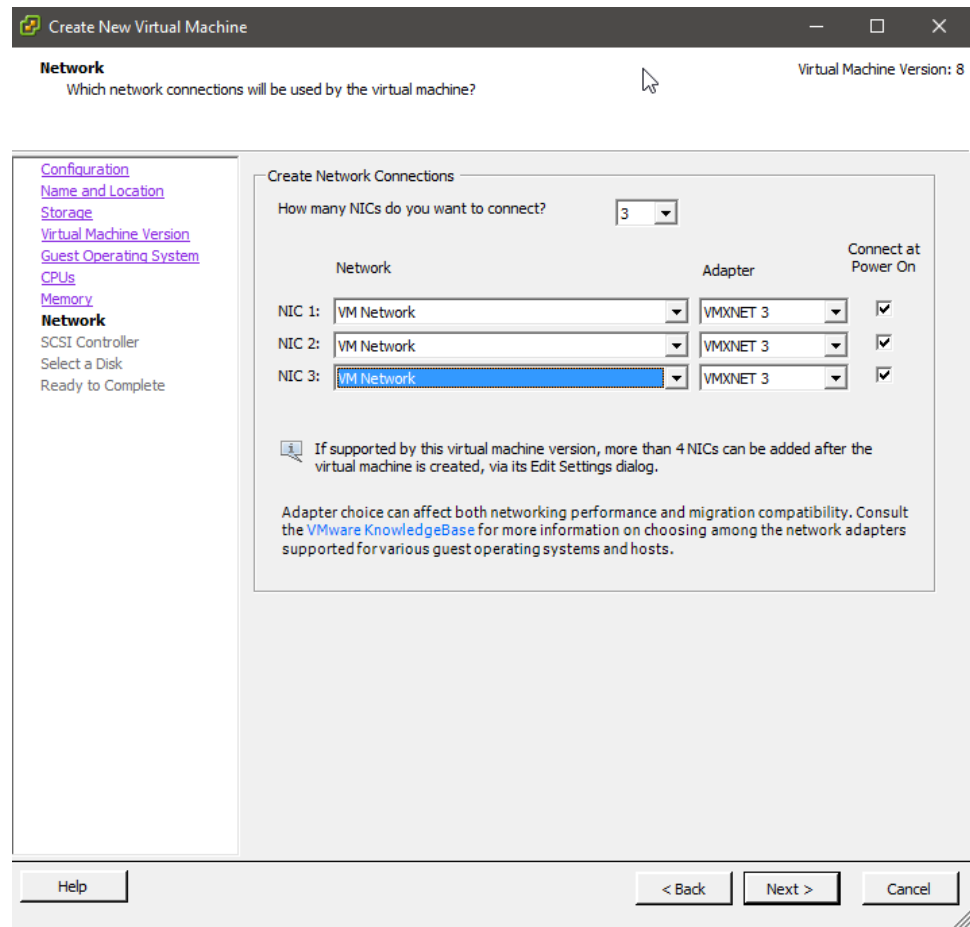 Create New Virtual Machine
Network
Virtual Machine Version: 8
Which network connections will be used by the virtual machine?
Configuration
Name and Location
Storage
Virtual Machine Version
Guest Operating System
CPUs
Memory
Network
SCSI Controller
Select a Disk
Ready to Complete
Create Network Connections
How many NICs do you want to connect? 3
Network Adapter Connect at
Power On
NIC 1: VM Network VMXNET 3
NIC 2: VM Network VMXNET 3
NIC 3: VM Network VMXNET 3
If supported by this virtual machine version, more than 4 NICs can be added after the
virtual machine is created, via its Edit Settings dialog.
Adapter choice can affect both networking performance and migration compatibility. Consult
the VMware KnowledgeBase for more information on choosing among the network adapters
supported for various guest operating systems and hosts.
Help < Back Next > Cancel